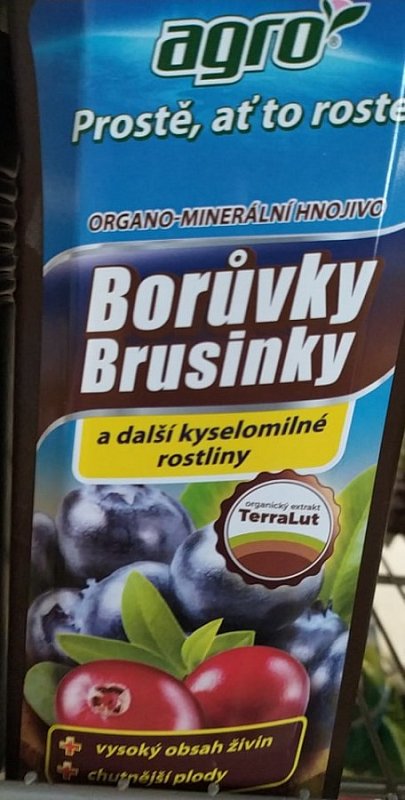 agro
Prostě, ať to roste
ORGANO-MINERÁLNÍ HNOJIVO
Borůvky
Brusinky
a další kyselomilné
rostliny
organický extrakt
TerraLut
+ vysoký obsah živin
+ chutnější plody